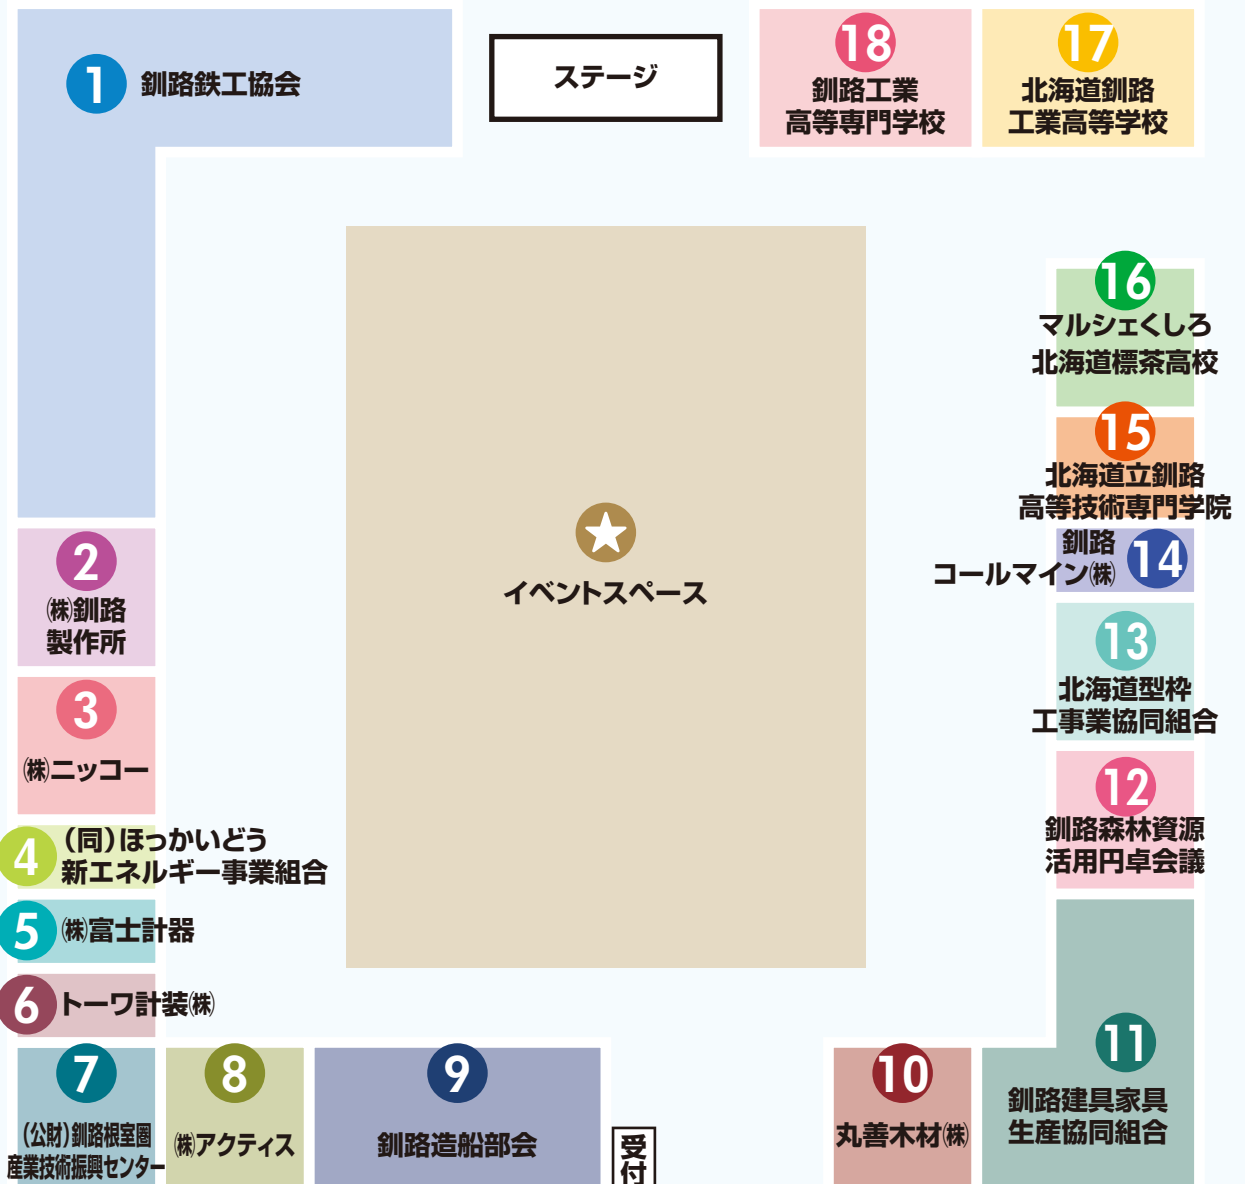 1 釧路鉄工協会
ステージ
18
釧路工業
高等専門学校
17
北海道釧路
工業高等学校
16
マルシェくしろ
北海道標茶高校
15
北海道立釧路
高等技術専門学院
釧路
コールマイン㈱
14
13
北海道型枠
工事業協同組合
12
釧路森林資源
活用円卓会議
イベントスペース
2
㈱釧路
製作所
3
㈱ニッコー
4
(同)ほっかいどう
新エネルギー事業組合
5 ㈱富士計器
6 トーワ計装㈱
7
(公財)釧路根室圏
産業技術振興センター
8
㈱アクティス
9
釧路造船部会
受付
10
丸善木材㈱
11
釧路建具家具
生産協同組合